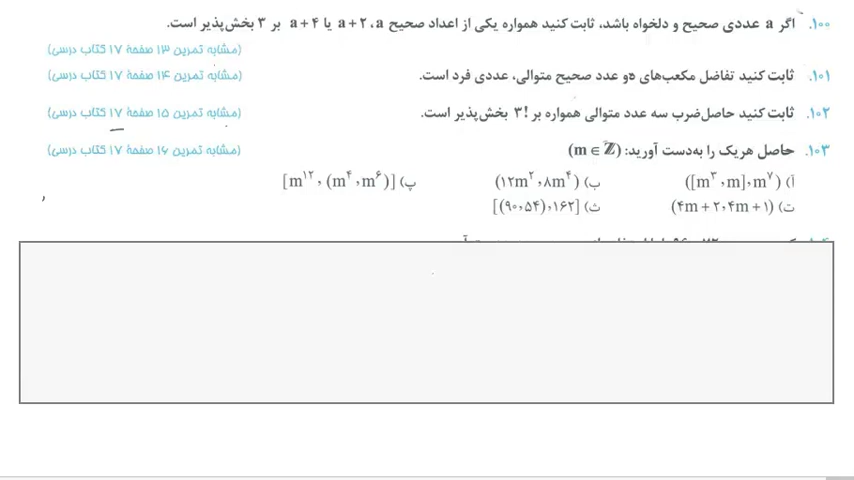 ۱۰۰. اگر a عددی صحیح و دلخواه باشد، ثابت کنید همواره یکی از اعداد صحیح a، a+۲ یا a+۴ بر ۳ بخش‌پذیر است.
(مشابه تمرین ۱۳ صفحهٔ ۱۷ کتاب درسی)
۱۰۱. ثابت کنید تفاضل مکعب‌های دو عدد صحیح متوالی، عددی فرد است. (مشابه تمرین ۱۴ صفحهٔ ۱۷ کتاب درسی)
۱۰۲. ثابت کنید حاصل‌ضرب سه عدد متوالی همواره بر !۳ بخش‌پذیر است. (مشابه تمرین ۱۵ صفحهٔ ۱۷ کتاب درسی)
۱۰۳. حاصل هریک را به‌دست آورید: (m ∈ ℤ) (مشابه تمرین ۱۶ صفحهٔ ۱۷ کتاب درسی)
آ) ([m³, m], m⁷) ب) (۱۲m², ۸m⁴) پ) [m¹², (m⁴, m⁶)]
ت) (۴m+۲, ۴m+۱) ث) [(۹۰, ۵۴), ۱۶۲]